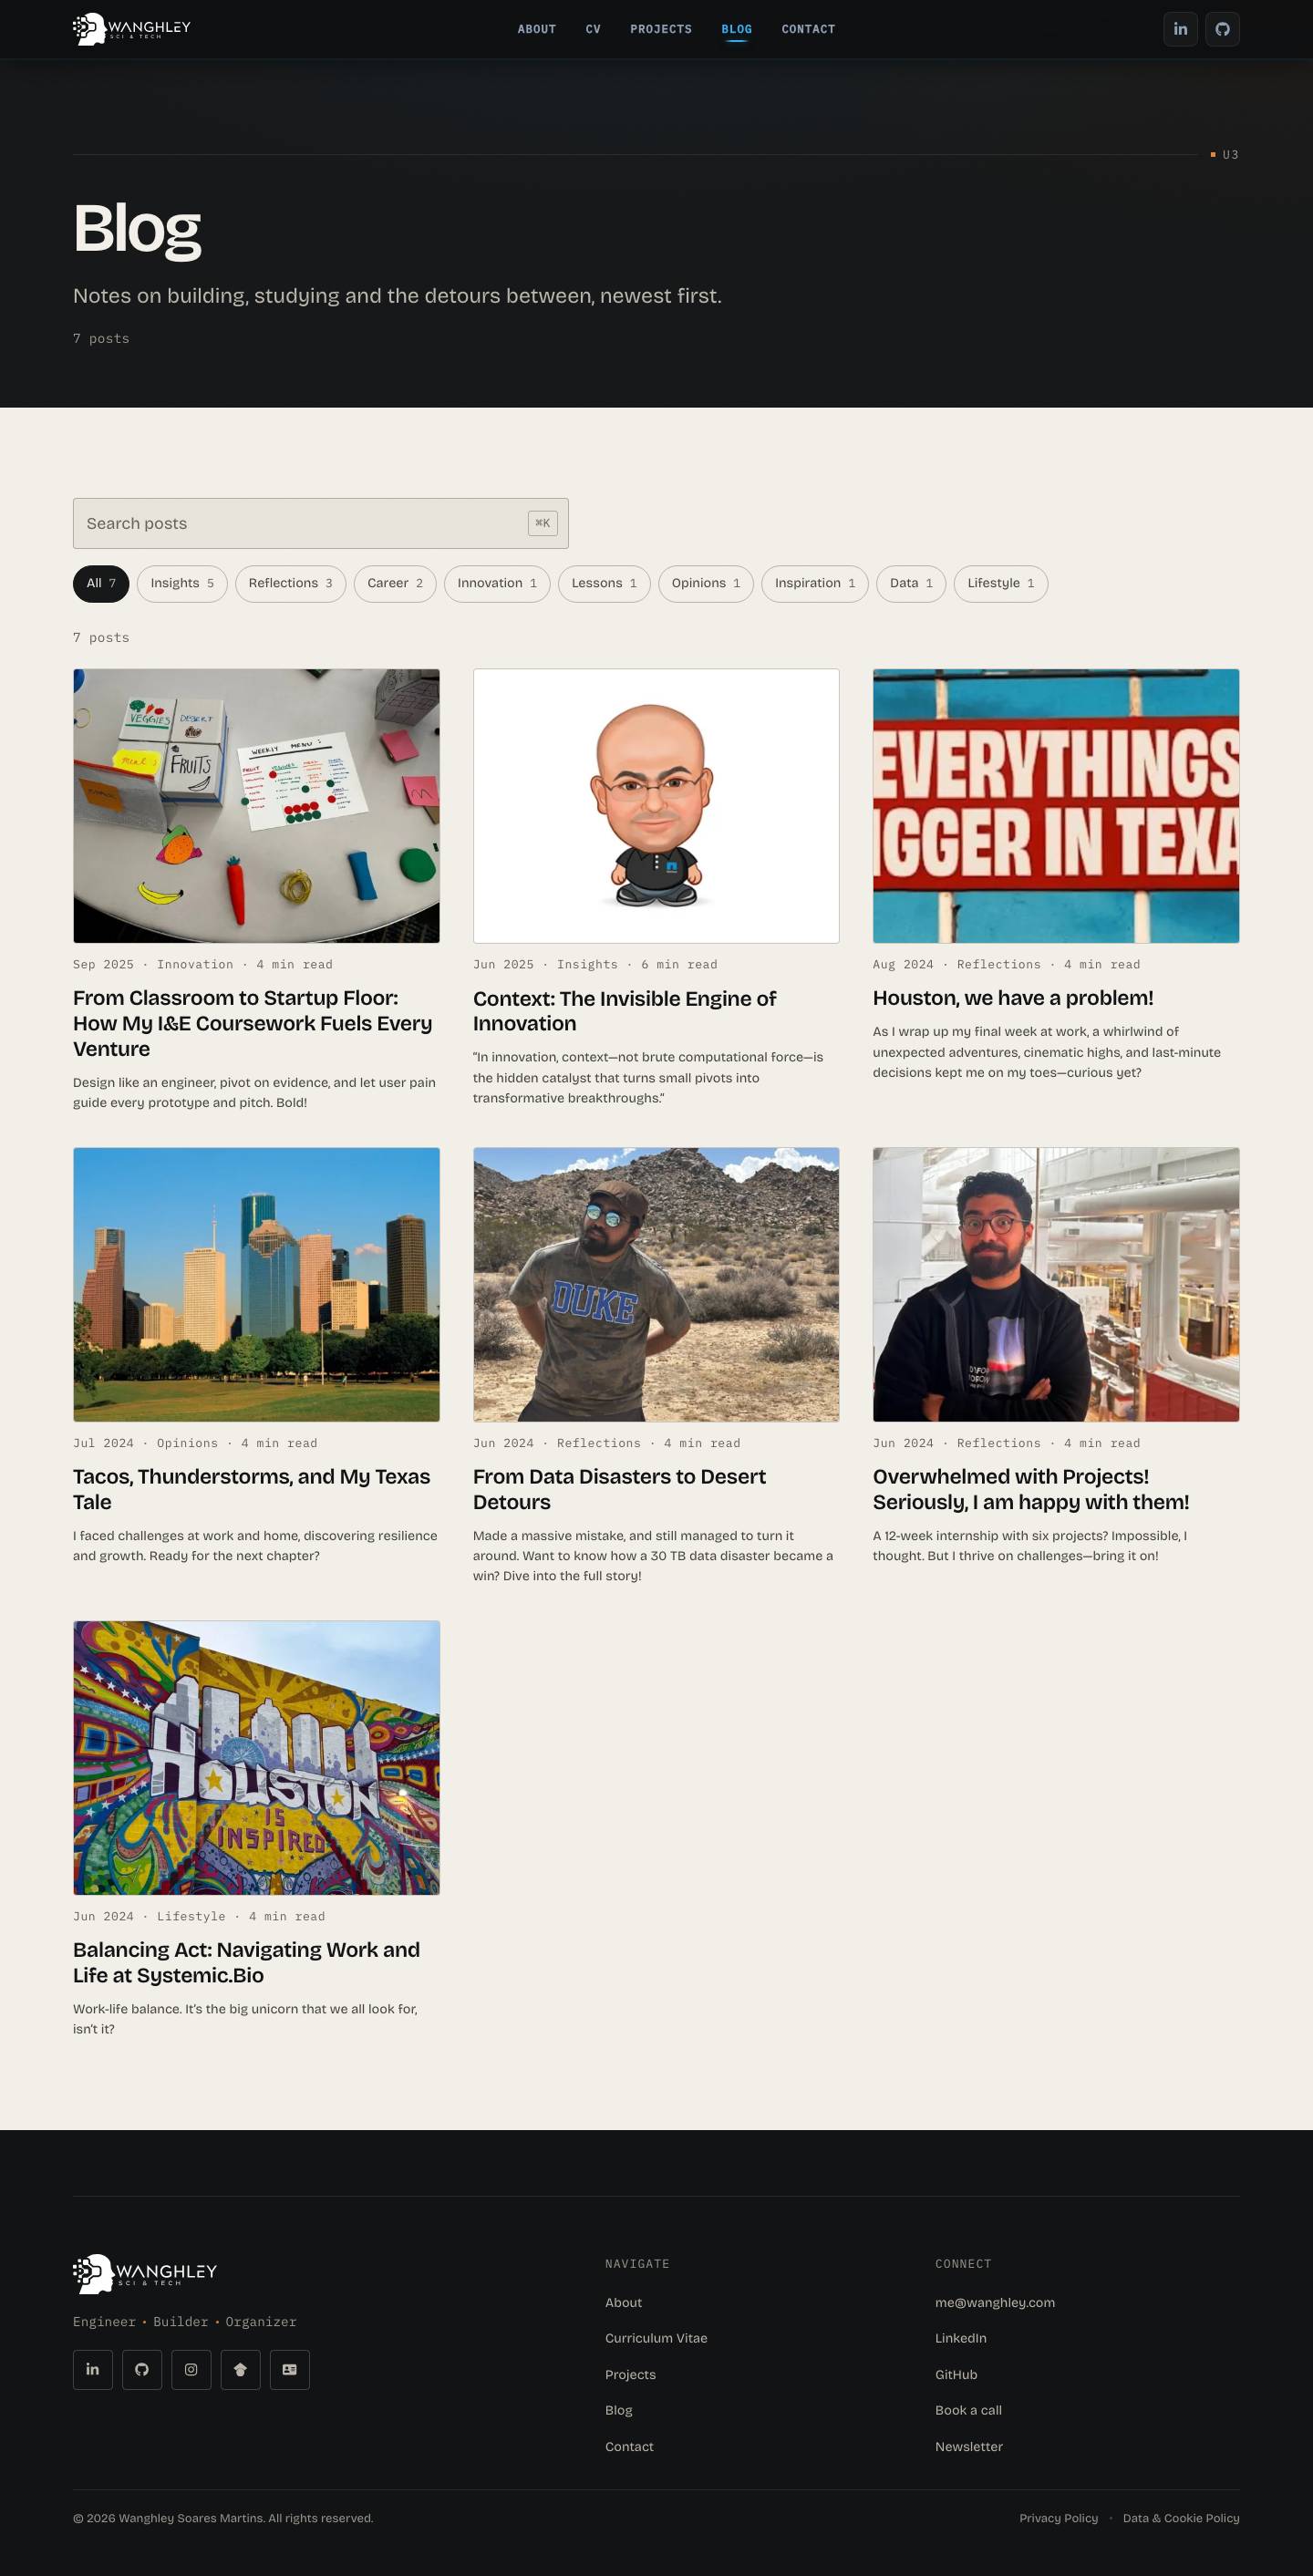 WANGHLEY
SCI & TECH
ABOUT
CV
PROJECTS
BLOG
CONTACT
U3
Blog
Notes on building, studying and the detours between, newest first.
7 posts
Search posts
⌘K
All 7
Insights 5
Reflections 3
Career 2
Innovation 1
Lessons 1
Opinions 1
Inspiration 1
Data 1
Lifestyle 1
7 posts
VEGGIES
DESERT
FRUITS
WEEKLY MENU :
Sep 2025 · Innovation · 4 min read
From Classroom to Startup Floor:
How My I&E Coursework Fuels Every
Venture
Design like an engineer, pivot on evidence, and let user pain
guide every prototype and pitch. Bold!
Jun 2025 · Insights · 6 min read
Context: The Invisible Engine of
Innovation
“In innovation, context—not brute computational force—is
the hidden catalyst that turns small pivots into
transformative breakthroughs.”
EVERYTHINGS
IGGER IN TEXA
Aug 2024 · Reflections · 4 min read
Houston, we have a problem!
As I wrap up my final week at work, a whirlwind of
unexpected adventures, cinematic highs, and last-minute
decisions kept me on my toes—curious yet?
Jul 2024 · Opinions · 4 min read
Tacos, Thunderstorms, and My Texas
Tale
I faced challenges at work and home, discovering resilience
and growth. Ready for the next chapter?
DUKE
Jun 2024 · Reflections · 4 min read
From Data Disasters to Desert
Detours
Made a massive mistake, and still managed to turn it
around. Want to know how a 30 TB data disaster became a
win? Dive into the full story!
Jun 2024 · Reflections · 4 min read
Overwhelmed with Projects!
Seriously, I am happy with them!
A 12-week internship with six projects? Impossible, I
thought. But I thrive on challenges—bring it on!
HOUSTON
IS
INSPIRED
Jun 2024 · Lifestyle · 4 min read
Balancing Act: Navigating Work and
Life at Systemic.Bio
Work-life balance. It’s the big unicorn that we all look for,
isn’t it?
WANGHLEY
SCI & TECH
Engineer • Builder • Organizer
NAVIGATE
About
Curriculum Vitae
Projects
Blog
Contact
CONNECT
me@wanghley.com
LinkedIn
GitHub
Book a call
Newsletter
© 2026 Wanghley Soares Martins. All rights reserved.
Privacy Policy • Data & Cookie Policy